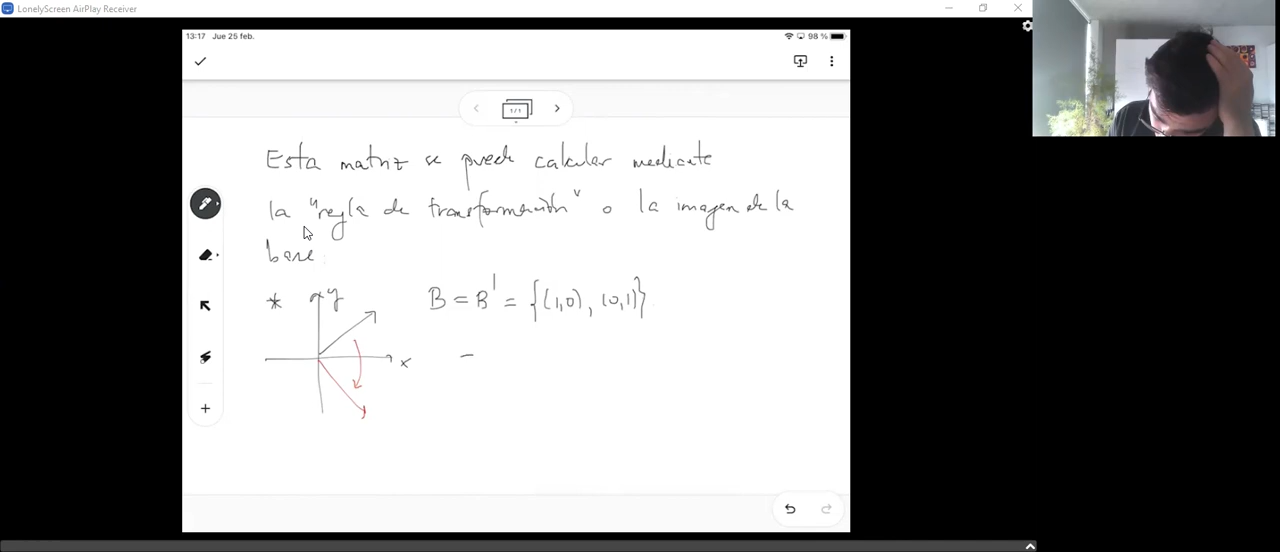 LonelyScreen AirPlay Receiver
13:17 Jue 25 feb.
98 %
1/1
Esta matriz se puede calcular mediante
la "regla de transformación" o la imagen de la
base.
* y B = B' = {(1,0), (0,1)}.
x